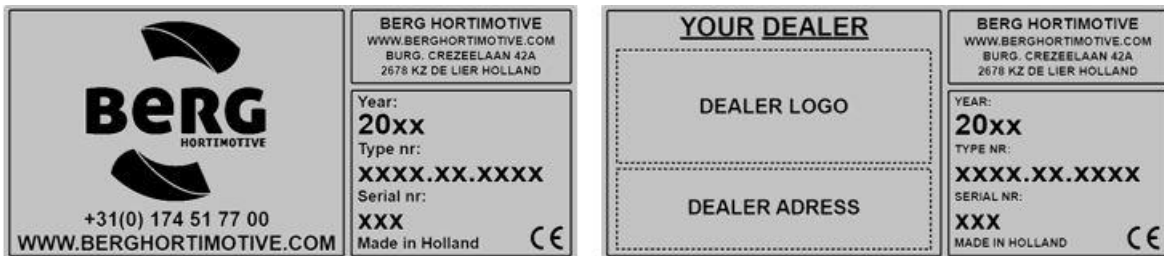 BERG
HORTIMOTIVE
+31(0) 174 51 77 00
WWW.BERGHORTIMOTIVE.COM
BERG HORTIMOTIVE
WWW.BERGHORTIMOTIVE.COM
BURG. CREZEELAAN 42A
2678 KZ DE LIER HOLLAND
Year:
20xx
Type nr:
xxxx.xx.xxxx
Serial nr:
xxx
Made in Holland
CE
YOUR DEALER
DEALER LOGO
DEALER ADRESS
BERG HORTIMOTIVE
WWW.BERGHORTIMOTIVE.COM
BURG. CREZEELAAN 42A
2678 KZ DE LIER HOLLAND
YEAR:
20xx
TYPE NR:
xxxx.xx.xxxx
SERIAL NR:
xxx
MADE IN HOLLAND
CE